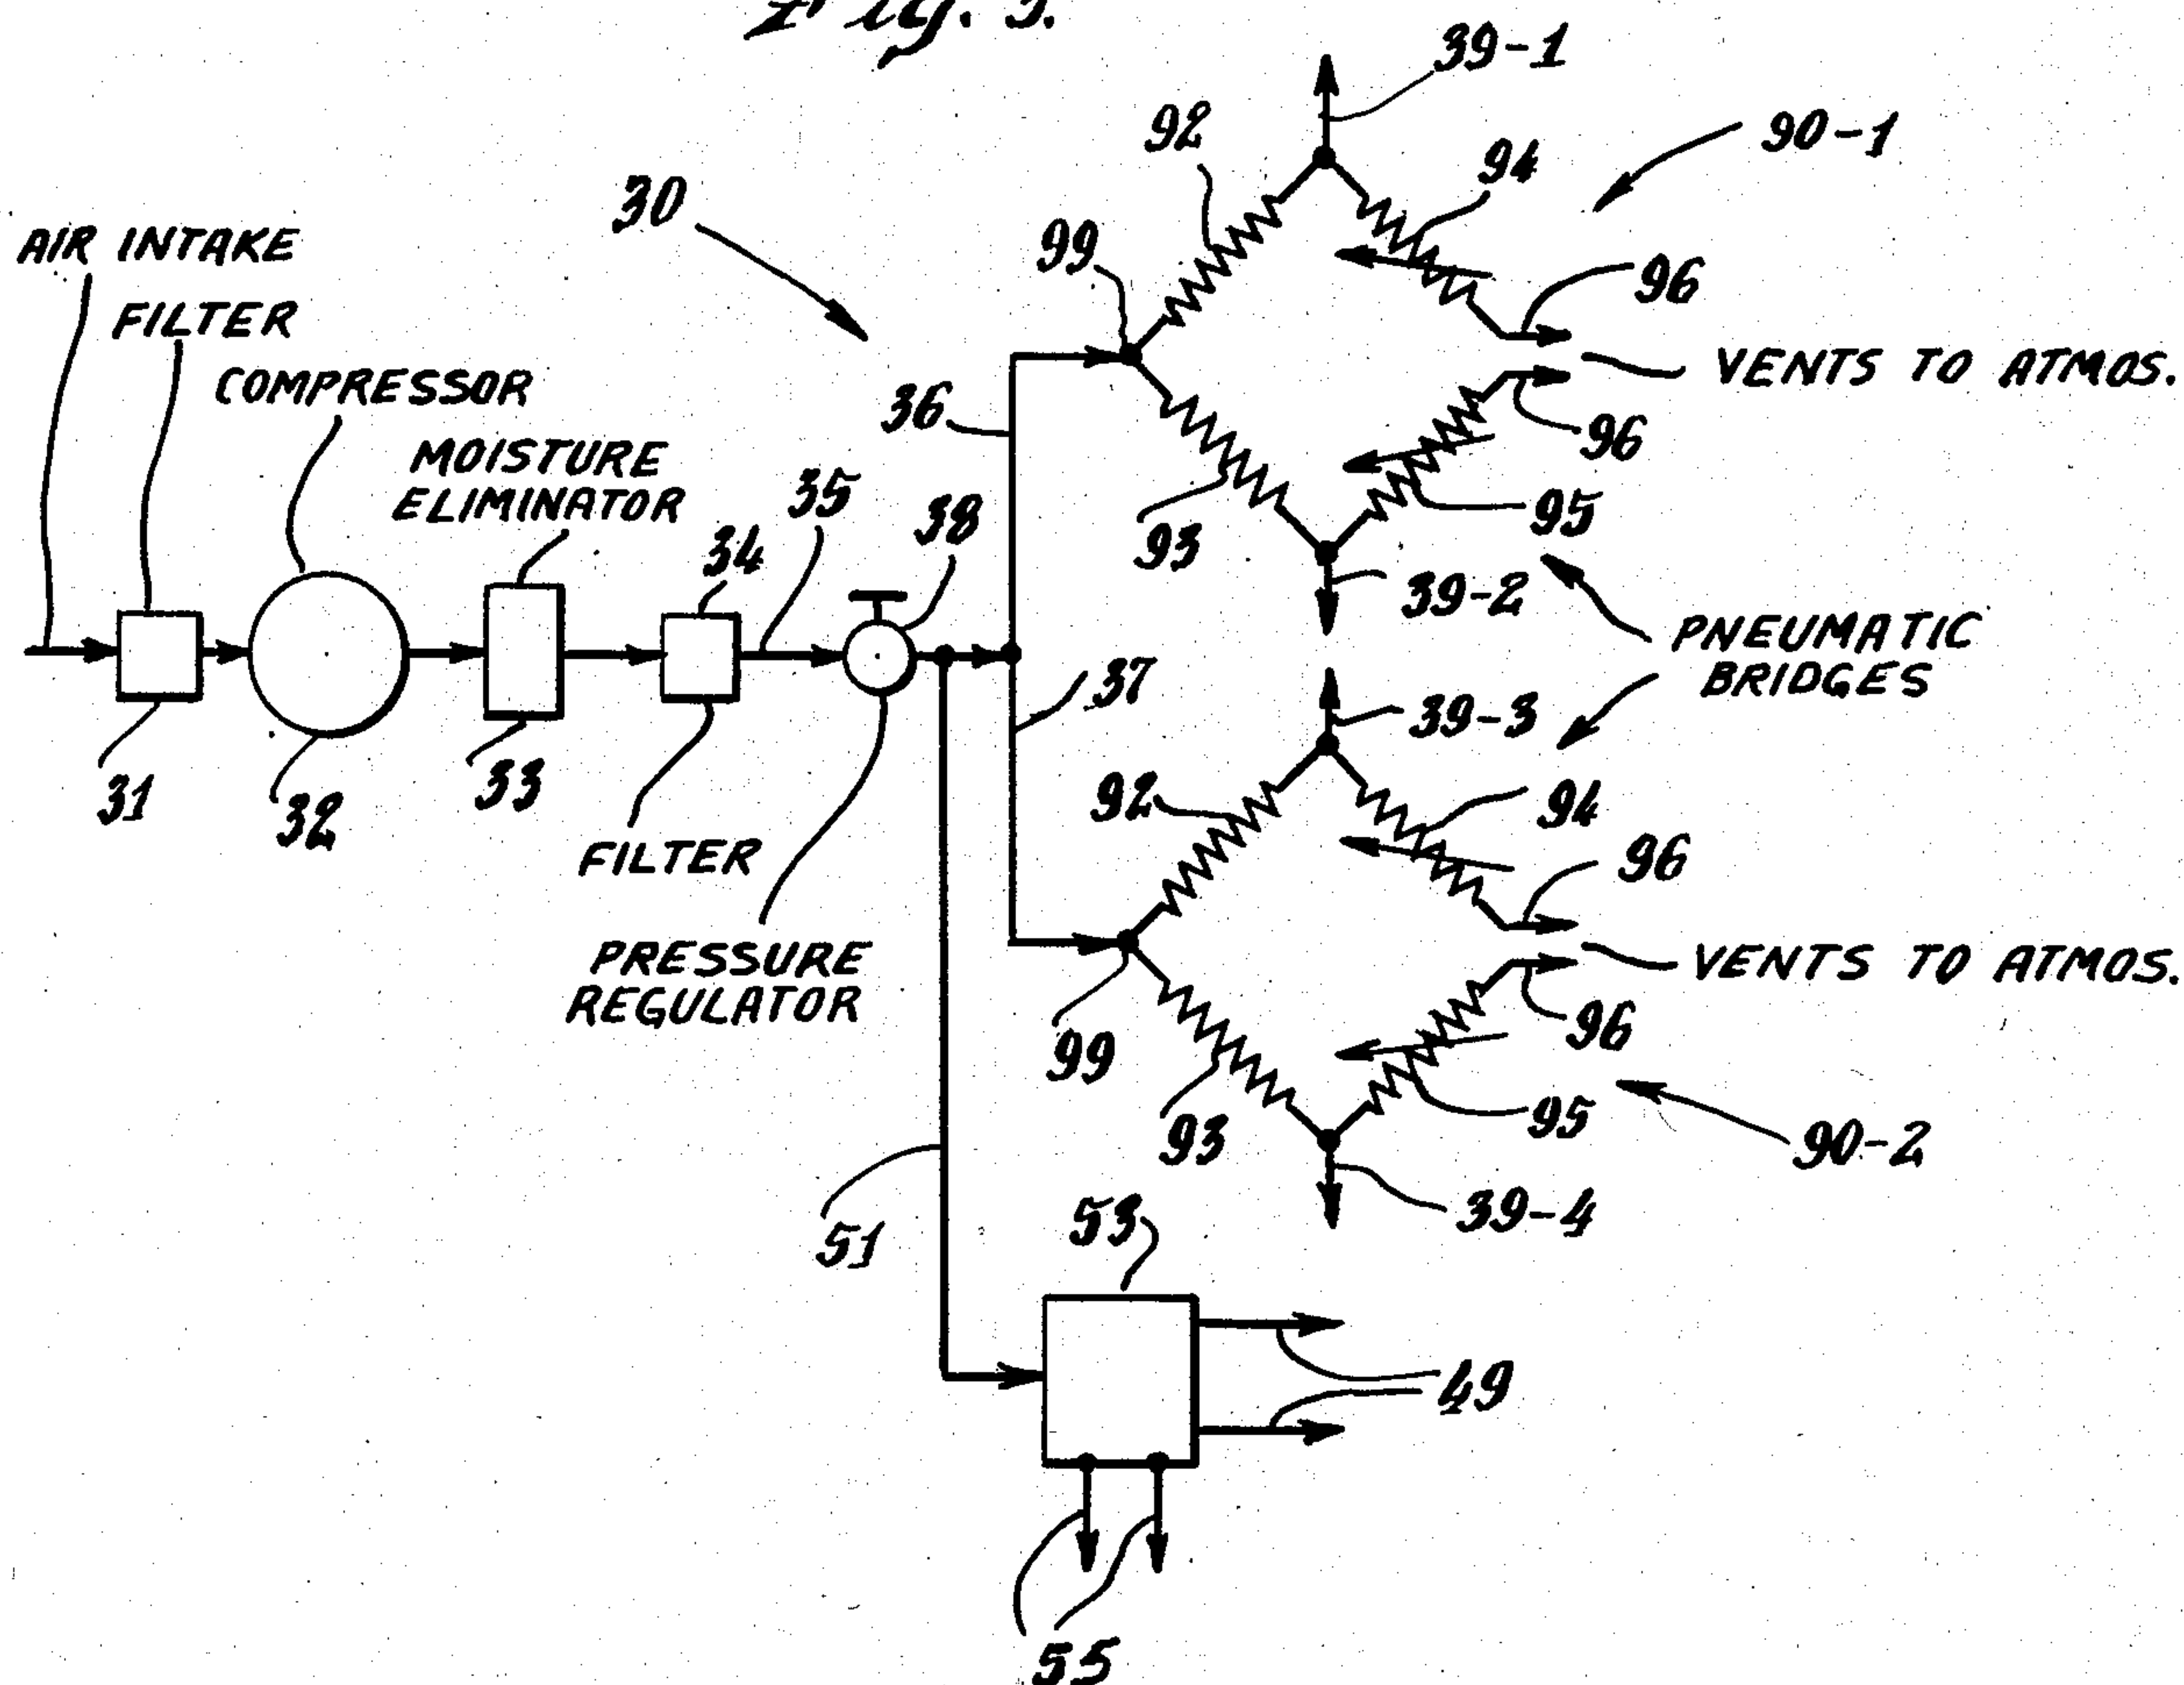 Fig. 3.
39-1
92
90-1
94
30
99
AIR INTAKE
96
FILTER
VENTS TO ATMOS.
COMPRESSOR
36
96
MOISTURE
ELIMINATOR
35
38
95
34
93
39-2
PNEUMATIC
BRIDGES
37
39-3
31
32
33
92
94
FILTER
96
PRESSURE
REGULATOR
VENTS TO ATMOS.
99
96
93
95
90-2
51
53
39-4
49
55